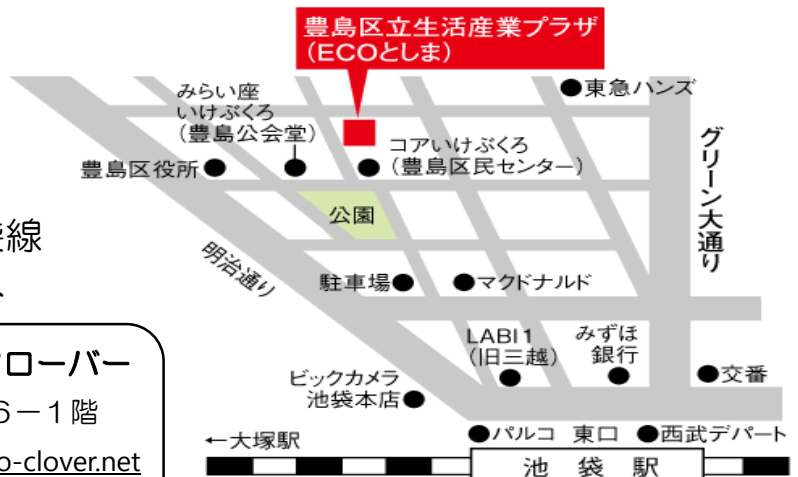 豊島区立生活産業プラザ
（ECOとしま）
東急ハンズ
みらい座
いけぶくろ
（豊島公会堂）
コアいけぶくろ
（豊島区民センター）
豊島区役所
グリーン大通り
公園
線
明治通り
駐車場
マクドナルド
ローバー
LABI1
（旧三越）
みずほ
銀行
ビックカメラ
池袋本店
交番
６－１階
←大塚駅
パルコ 東口 西武デパート
o-clover.net
池袋駅